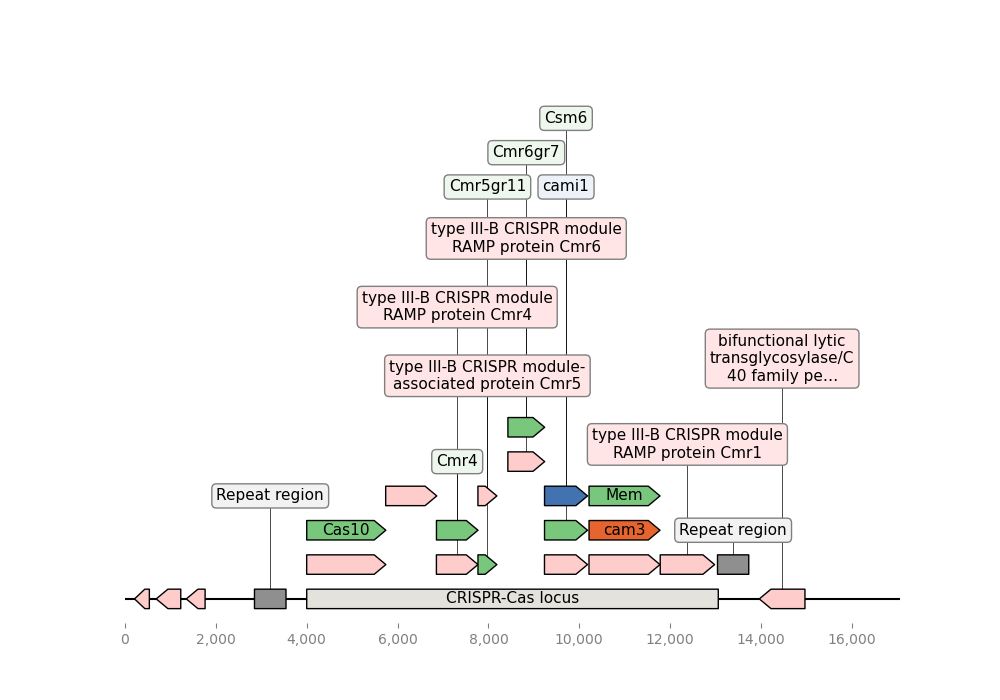 Csm6
Cmr6gr7
Cmr5gr11
cami1
type III-B CRISPR module
RAMP protein Cmr6
type III-B CRISPR module
RAMP protein Cmr4
bifunctional lytic
transglycosylase/C
40 family pe...
type III-B CRISPR module-
associated protein Cmr5
type III-B CRISPR module
RAMP protein Cmr1
Cmr4
Repeat region
Mem
Cas10
cam3
Repeat region
CRISPR-Cas locus
0
2,000
4,000
6,000
8,000
10,000
12,000
14,000
16,000